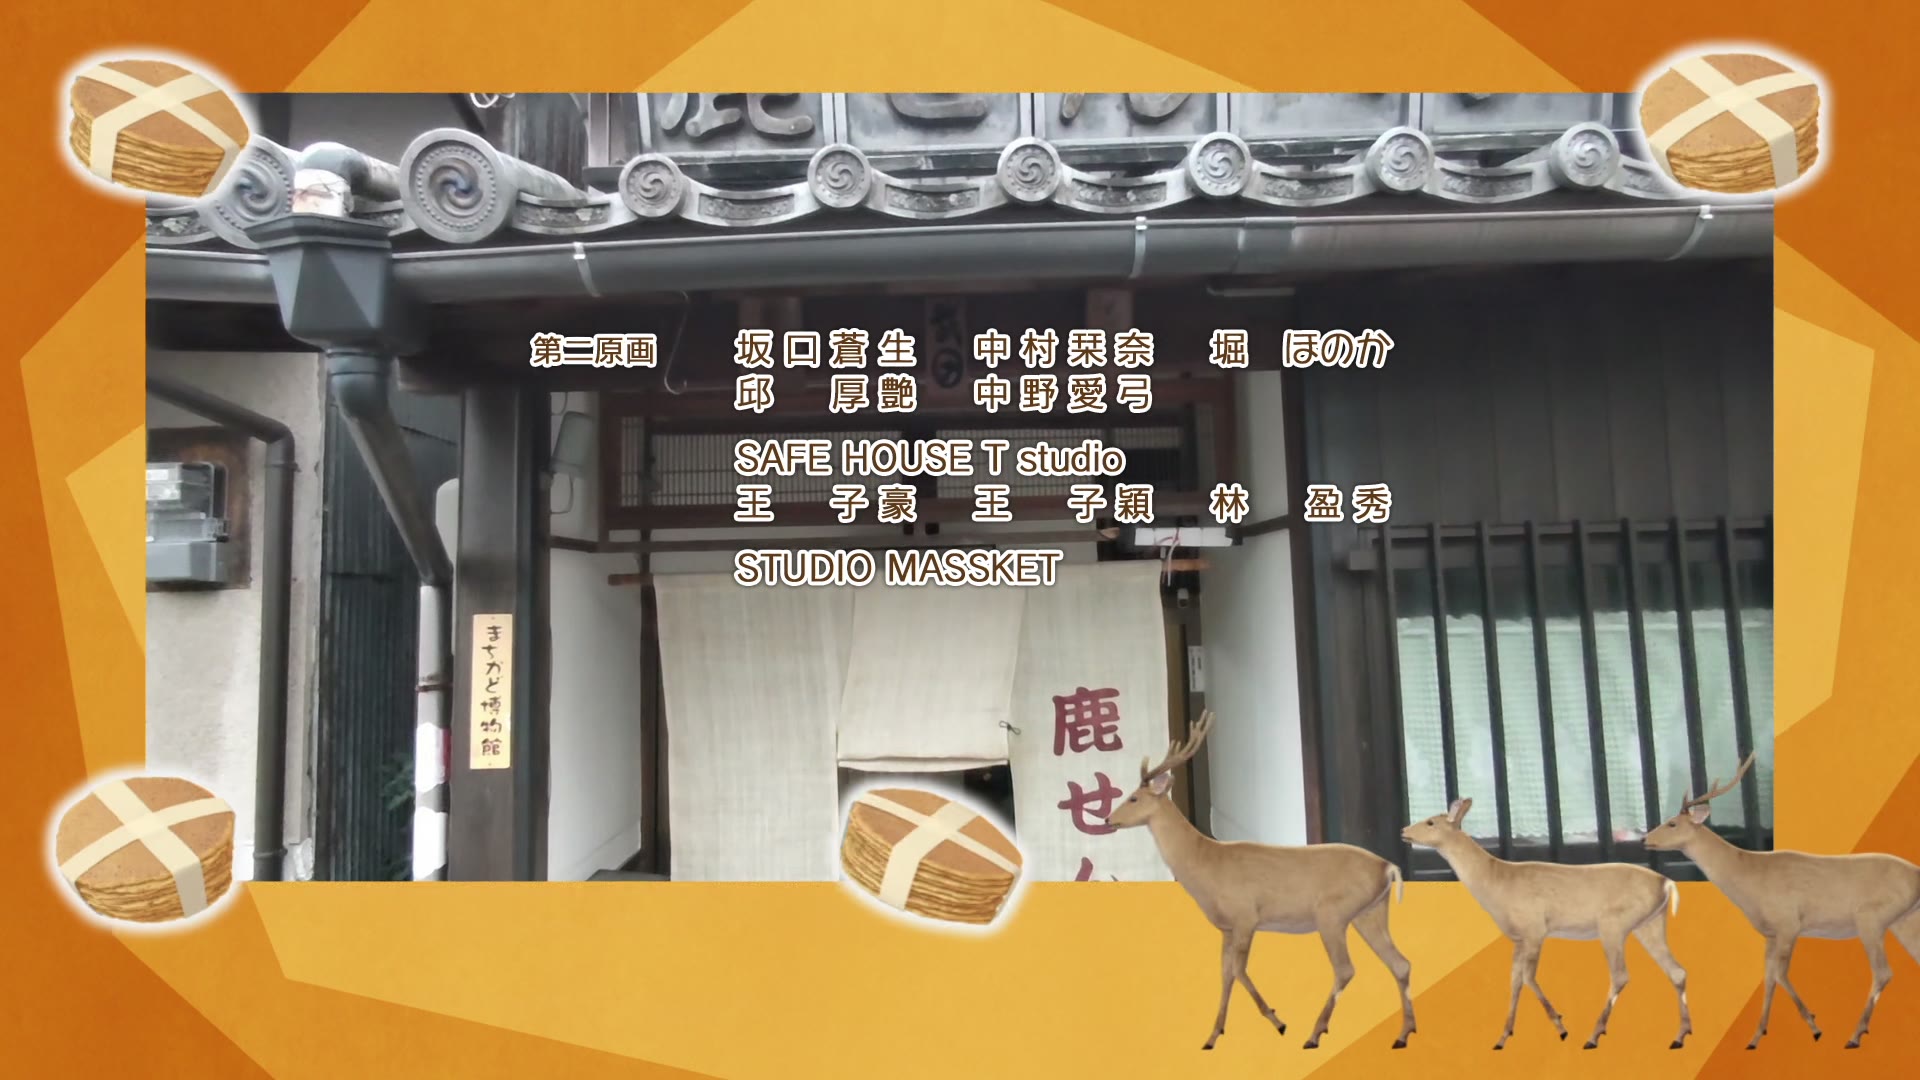 第二原画 坂口蒼生 中村栞奈 堀 ほのか
邱 厚艶 中野愛弓
SAFE HOUSE T studio
王 子豪 王 子穎 林 盈秀
STUDIO MASSKET
まちかど博物館
鹿せん